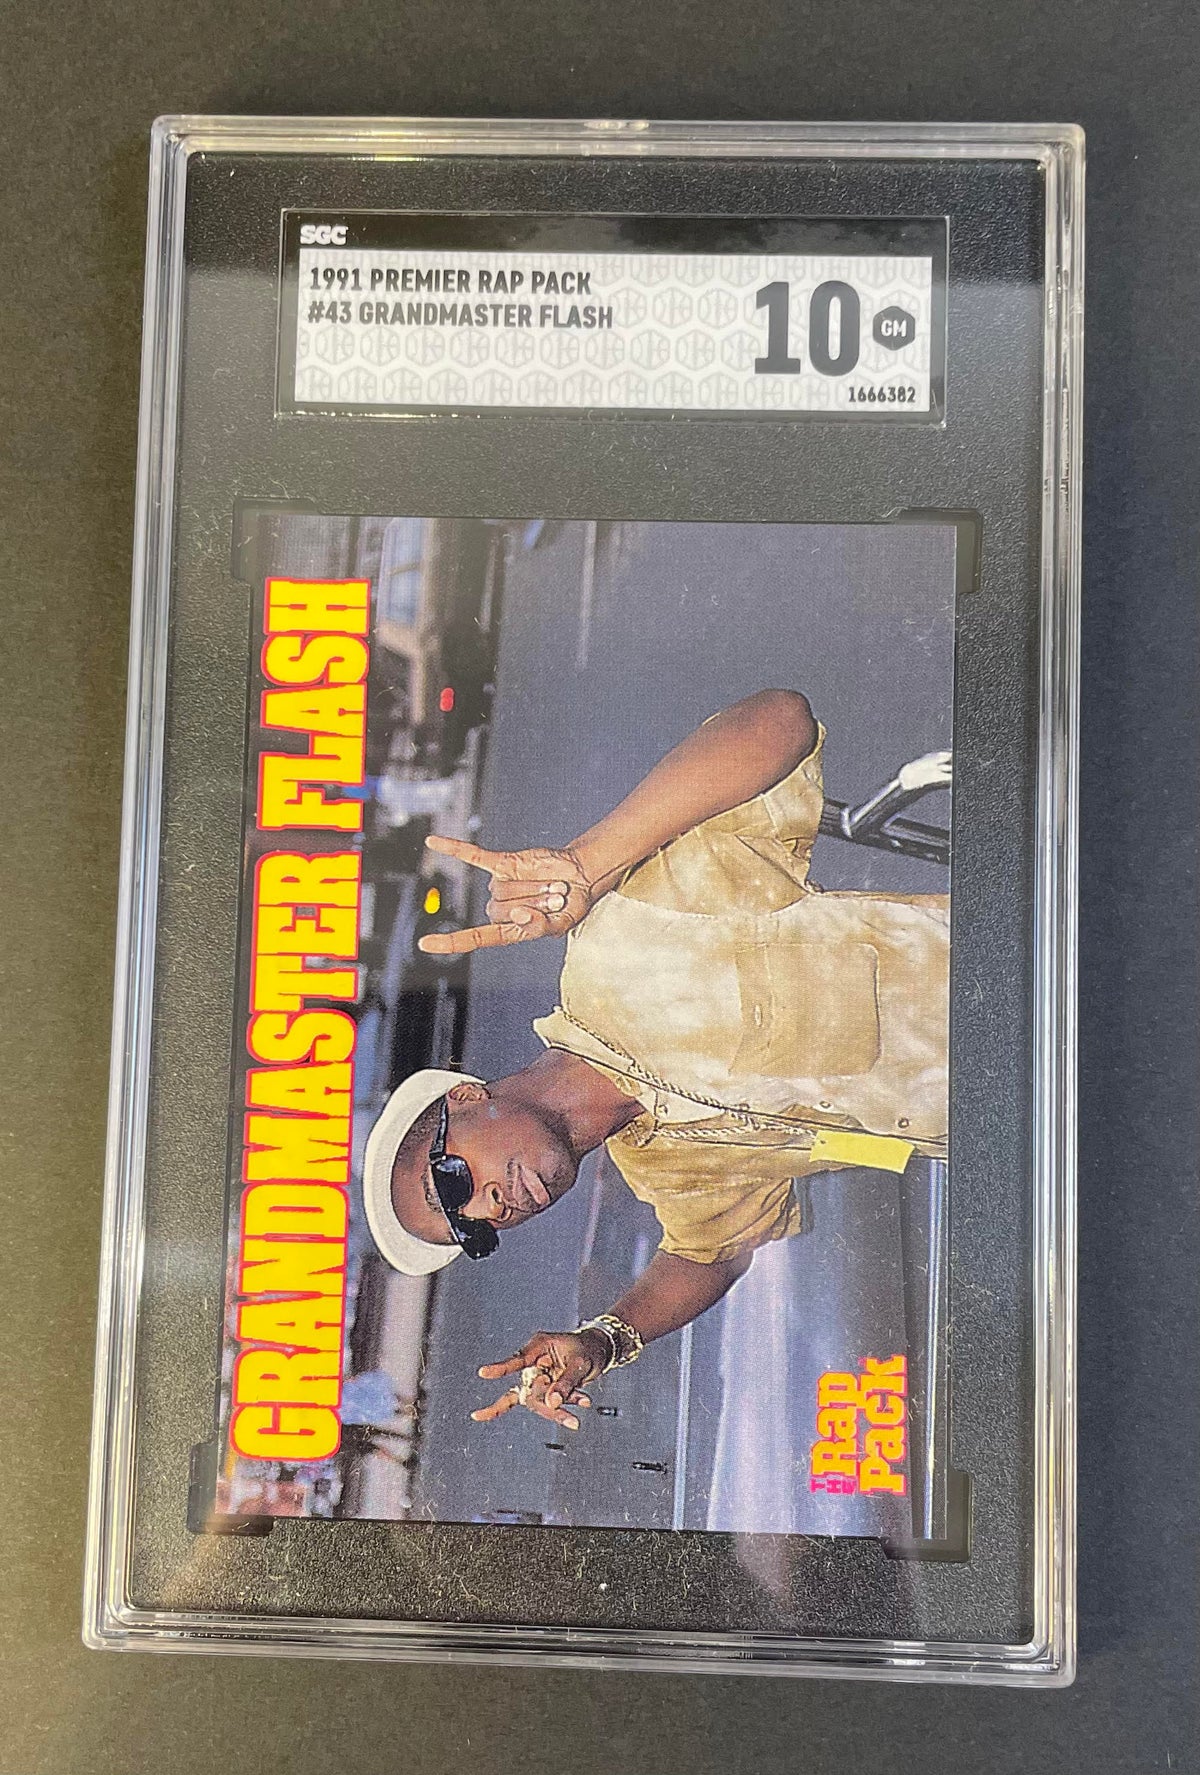 SGC
1991 PREMIER RAP PACK
#43 GRANDMASTER FLASH
10 GM
1666382
GRANDMASTER FLASH
THE
Rap
PACK